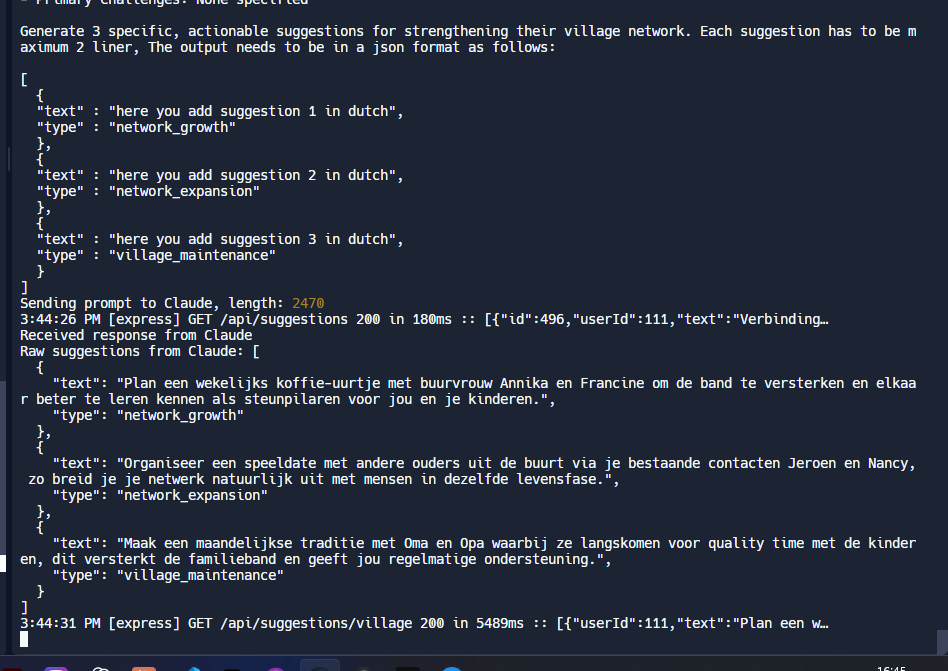 - Primary Challenges: None specified
Generate 3 specific, actionable suggestions for strengthening their village network. Each suggestion has to be m
aximum 2 liner, The output needs to be in a json format as follows:
[
  {
  "text" : "here you add suggestion 1 in dutch",
  "type" : "network_growth"
  },
  {
  "text" : "here you add suggestion 2 in dutch",
  "type" : "network_expansion"
  },
  {
  "text" : "here you add suggestion 3 in dutch",
  "type" : "village_maintenance"
  }
]
Sending prompt to Claude, length: 2470
3:44:26 PM [express] GET /api/suggestions 200 in 180ms :: [{"id":496,"userId":111,"text":"Verbinding…
Received response from Claude
Raw suggestions from Claude: [
  {
    "text": "Plan een wekelijks koffie-uurtje met buurvrouw Annika en Francine om de band te versterken en elkaa
r beter te leren kennen als steunpilaren voor jou en je kinderen.",
    "type": "network_growth"
  },
  {
    "text": "Organiseer een speeldate met andere ouders uit de buurt via je bestaande contacten Jeroen en Nancy,
 zo breid je je netwerk natuurlijk uit met mensen in dezelfde levensfase.",
    "type": "network_expansion"
  },
  {
    "text": "Maak een maandelijkse traditie met Oma en Opa waarbij ze langskomen voor quality time met de kinder
en, dit versterkt de familieband en geeft jou regelmatige ondersteuning.",
    "type": "village_maintenance"
  }
]
3:44:31 PM [express] GET /api/suggestions/village 200 in 5489ms :: [{"userId":111,"text":"Plan een w…
16:45